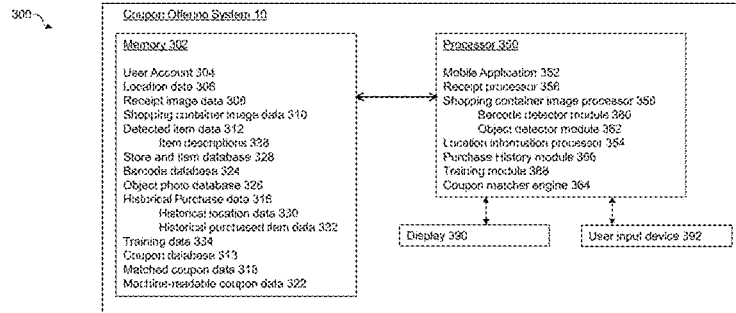 300
Coupon Offering System 10
Memory 302
User Account 304
Location data 306
Receipt image data 308
Shopping container image data 310
Detected item data 312
Item descriptions 328
Store and item database 328
Barcode database 324
Object photo database 326
Historical Purchase data 316
Historical location data 330
Historical purchased item data 332
Training data 334
Coupon database 313
Matched coupon data 318
Machine-readable coupon data 322
Processor 350
Mobile Application 352
Receipt processor 356
Shopping container image processor 358
Barcode detector module 360
Object detector module 362
Location information processor 354
Purchase History module 366
Training module 368
Coupon matcher engine 364
Display 390
User input device 392